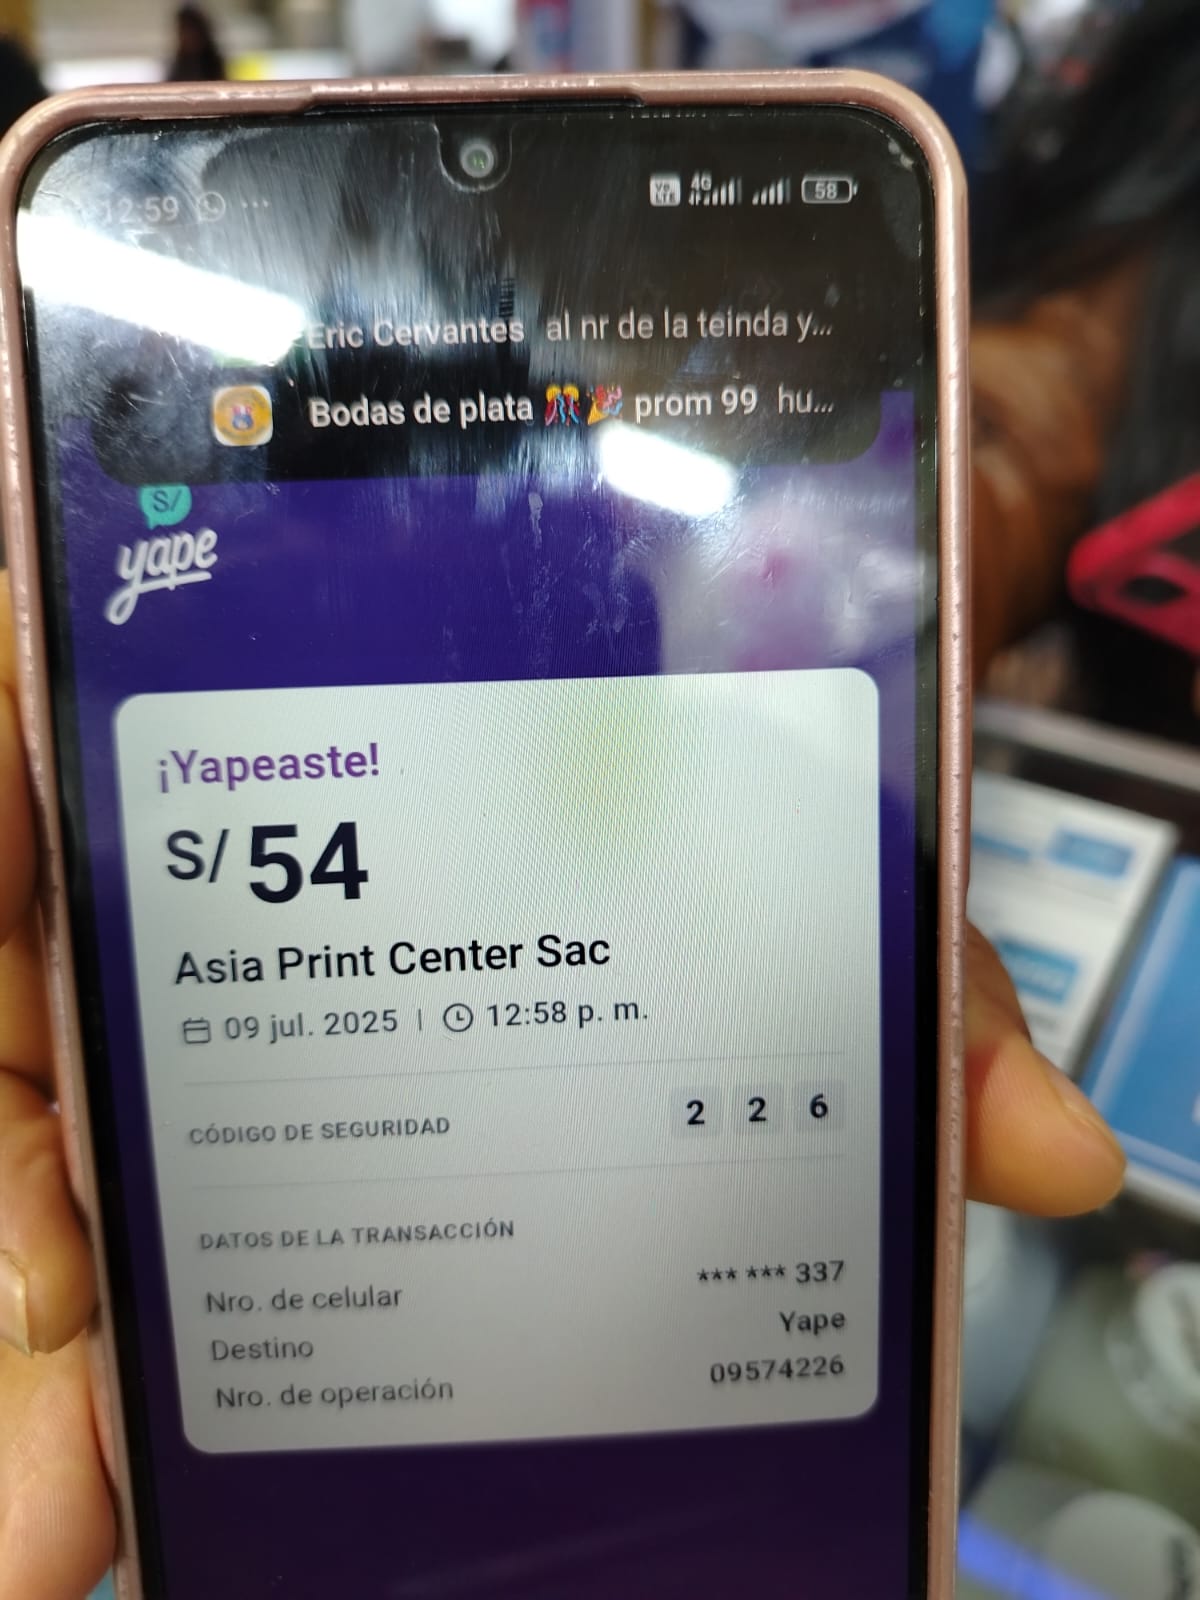 12:59
4G
58
Eric Cervantes al nr de la teinda y...
Bodas de plata prom 99 hu...
S/
yape
¡Yapeaste!
S/ 54
Asia Print Center Sac
09 jul. 2025 | 12:58 p. m.
CÓDIGO DE SEGURIDAD 2 2 6
DATOS DE LA TRANSACCIÓN
Nro. de celular *** *** 337
Destino Yape
Nro. de operación 09574226